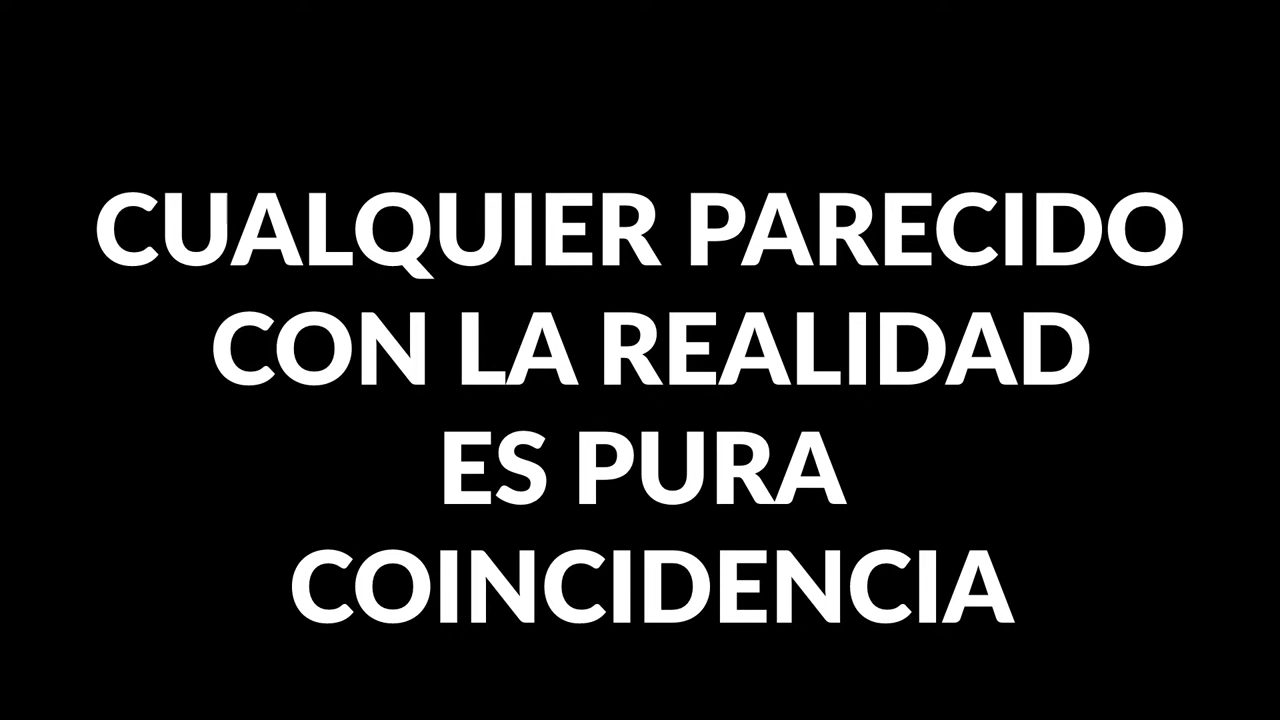 CUALQUIER PARECIDO
CON LA REALIDAD
ES PURA
COINCIDENCIA